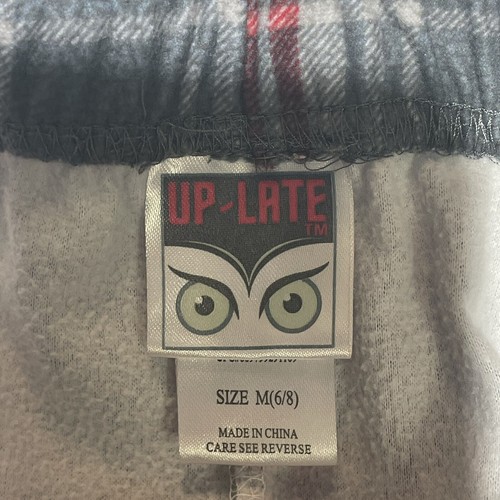 UP-LATE
TM
SIZE M(6/8)
MADE IN CHINA
CARE SEE REVERSE